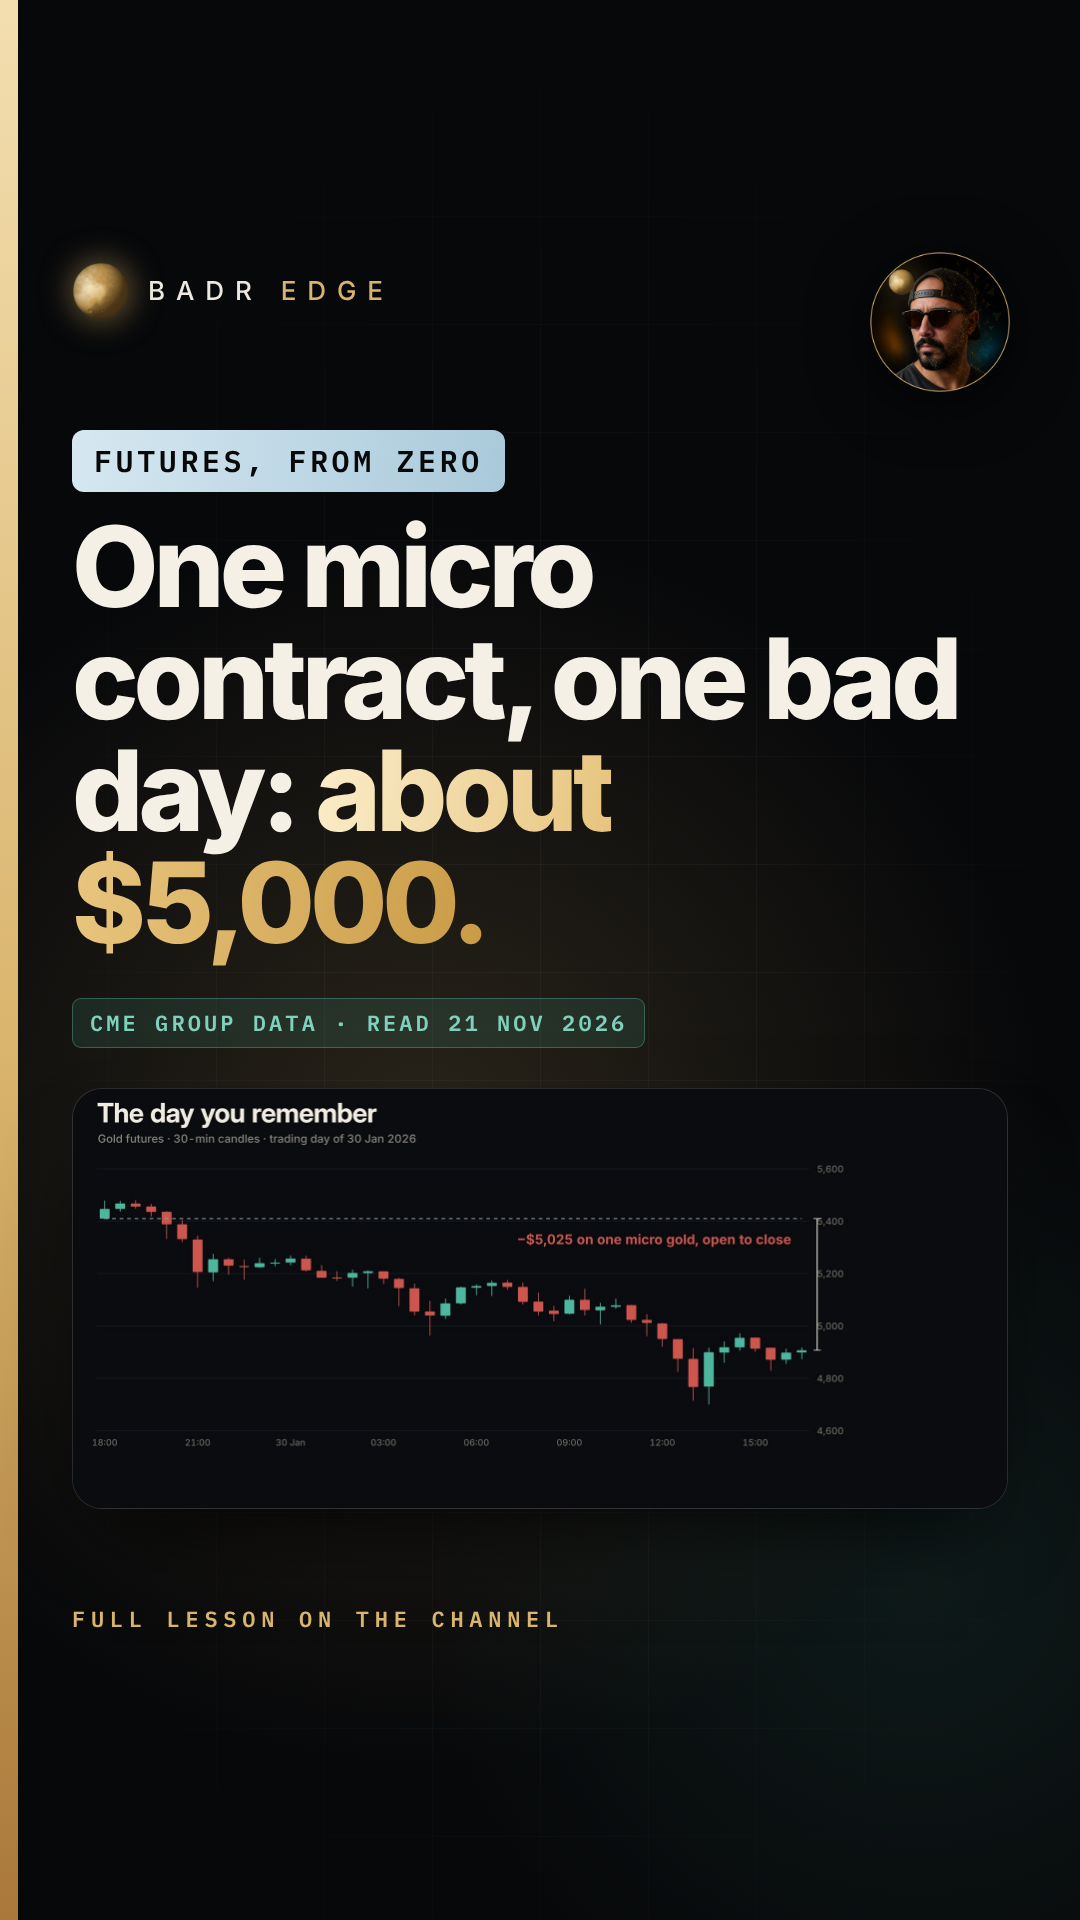 BADR EDGE
FUTURES, FROM ZERO
One micro
contract, one bad
day: about
$5,000.
CME GROUP DATA · READ 21 NOV 2026
The day you remember
Gold futures · 30-min candles · trading day of 30 Jan 2026
5,600
5,400
−$5,025 on one micro gold, open to close
5,200
5,000
4,800
4,600
18:00 21:00 30 Jan 03:00 06:00 09:00 12:00 15:00
FULL LESSON ON THE CHANNEL